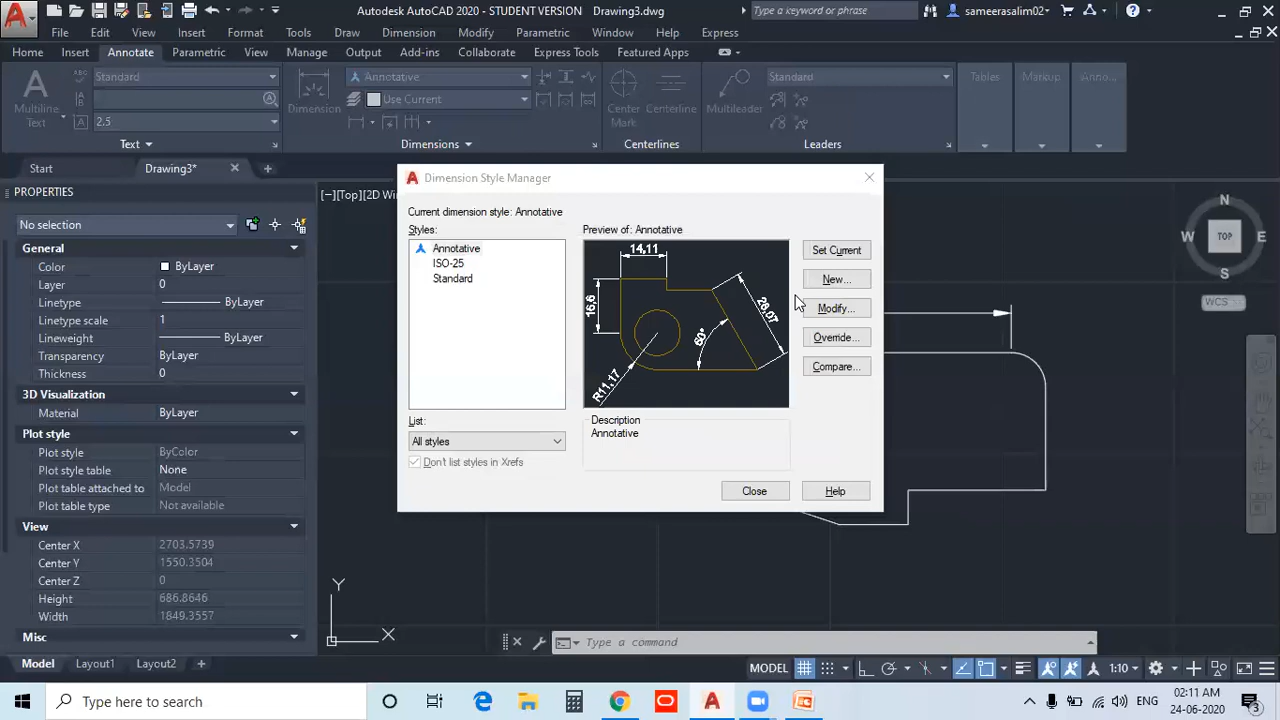 Autodesk AutoCAD 2020 - STUDENT VERSION Drawing3.dwg
Type a keyword or phrase
sameerasalim02
File Edit View Insert Format Tools Draw Dimension Modify Parametric Window Help Express
Home Insert Annotate Parametric View Manage Output Add-ins Collaborate Express Tools Featured Apps
Multiline
Text
Standard
2.5
Text
Dimension
Annotative
Use Current
Dimensions
Center
Mark
Centerline
Centerlines
Multileader
Standard
Leaders
Tables
Markup
Anno...
Start
Drawing3*
PROPERTIES
No selection
General
Color ByLayer
Layer 0
Linetype ByLayer
Linetype scale 1
Lineweight ByLayer
Transparency ByLayer
Thickness 0
3D Visualization
Material ByLayer
Plot style
Plot style ByColor
Plot style table None
Plot table attached to Model
Plot table type Not available
View
Center X 2703.5739
Center Y 1550.3504
Center Z 0
Height 686.8646
Width 1849.3557
Misc
[−][Top][2D Wi
Dimension Style Manager
Current dimension style: Annotative
Styles:
Annotative
ISO-25
Standard
Preview of: Annotative
14,11
16,6
28,07
60°
R11,17
Set Current
New...
Modify...
Override...
Compare...
List:
All styles
Don't list styles in Xrefs
Description
Annotative
Close
Help
N
W TOP E
S
WCS
Y
X
Type a command
Model Layout1 Layout2
MODEL
1:10
Type here to search
ENG
02:11 AM
24-06-2020
3